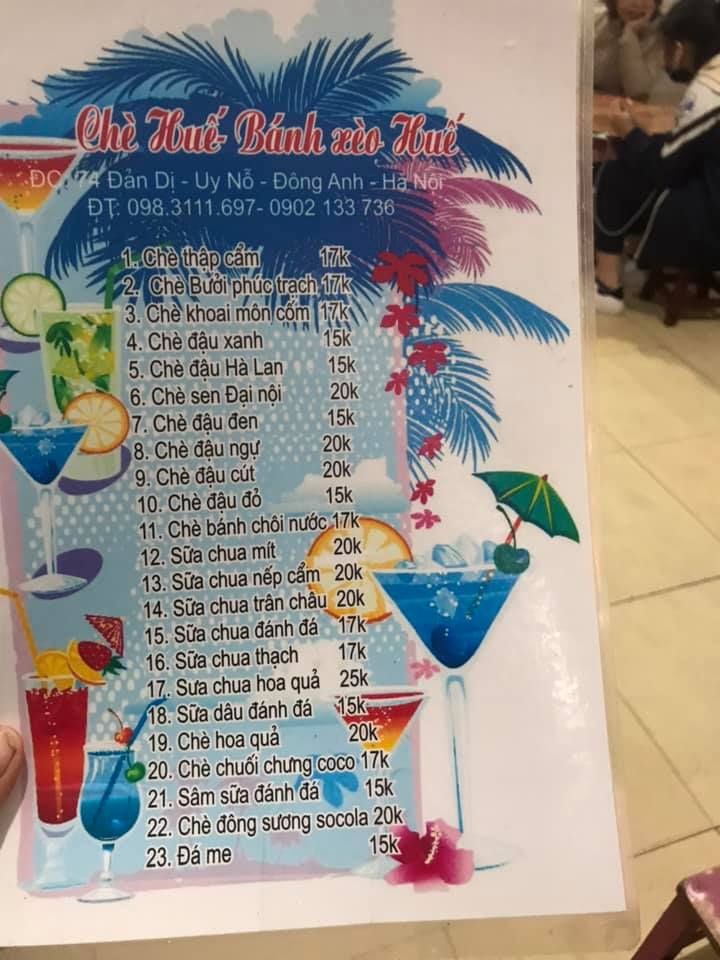 Chè Huế- Bánh xèo Huế
ĐC: 74 Đản Dị - Uy Nỗ - Đông Anh - Hà Nội
ĐT: 098.3111.697- 0902 133 736
1. Chè thập cẩm 17k
2. Chè Bưởi phúc trạch 17k
3. Chè khoai môn cốm 17k
4. Chè đậu xanh 15k
5. Chè đậu Hà Lan 15k
6. Chè sen Đại nội 20k
7. Chè đậu đen 15k
8. Chè đậu ngự 20k
9. Chè đậu cút 20k
10. Chè đậu đỏ 15k
11. Chè bánh chôi nước 17k
12. Sữa chua mít 20k
13. Sữa chua nếp cẩm 20k
14. Sữa chua trân châu 20k
15. Sữa chua đánh đá 17k
16. Sữa chua thạch 17k
17. Sưa chua hoa quả 25k
18. Sữa dâu đánh đá 15k
19. Chè hoa quả 20k
20. Chè chuối chưng coco 17k
21. Sâm sữa đánh đá 15k
22. Chè đông sương socola 20k
23. Đá me 15k